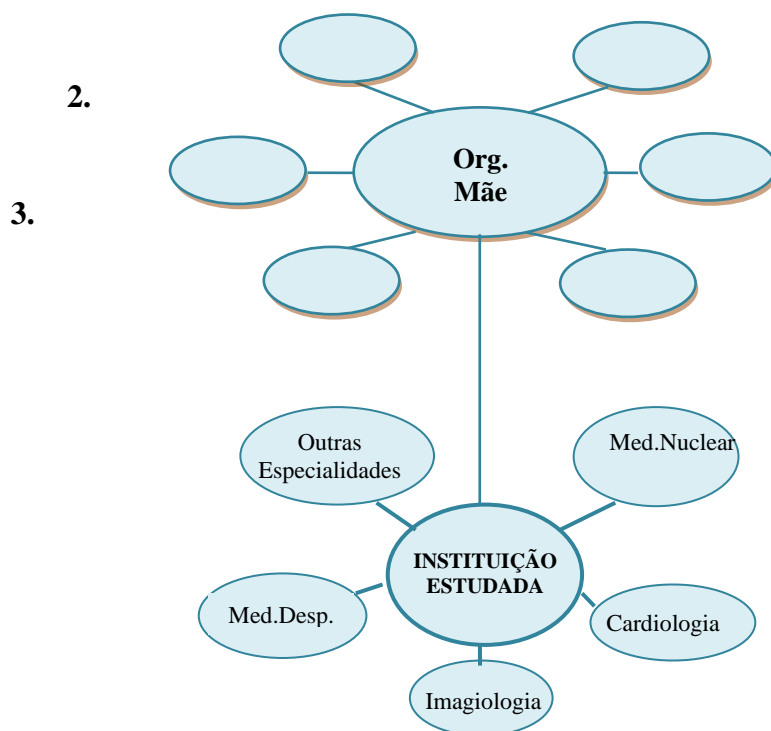 2.
Org.
Mãe
3.
Outras
Especialidades
Med.Nuclear
INSTITUIÇÃO
ESTUDADA
Med.Desp.
Cardiologia
Imagiologia